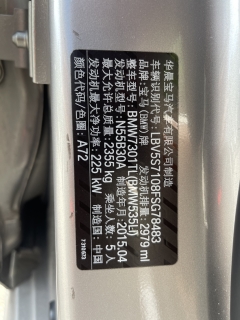 华晨宝马汽车有限公司制造
车辆识别代号: LBV5S7108FSG78483
品牌: 宝马(BMW)牌
整车型号: BMW7301TL(BMW535Li)
发动机型号: N55B30A
发动机排量: 2979 ml
制造年月: 2015.04
最大允许总质量: 2355 kg
乘坐人数: 5 人
发动机最大净功率: 225 kW
制造国: 中国
颜色代码/色圈: A72